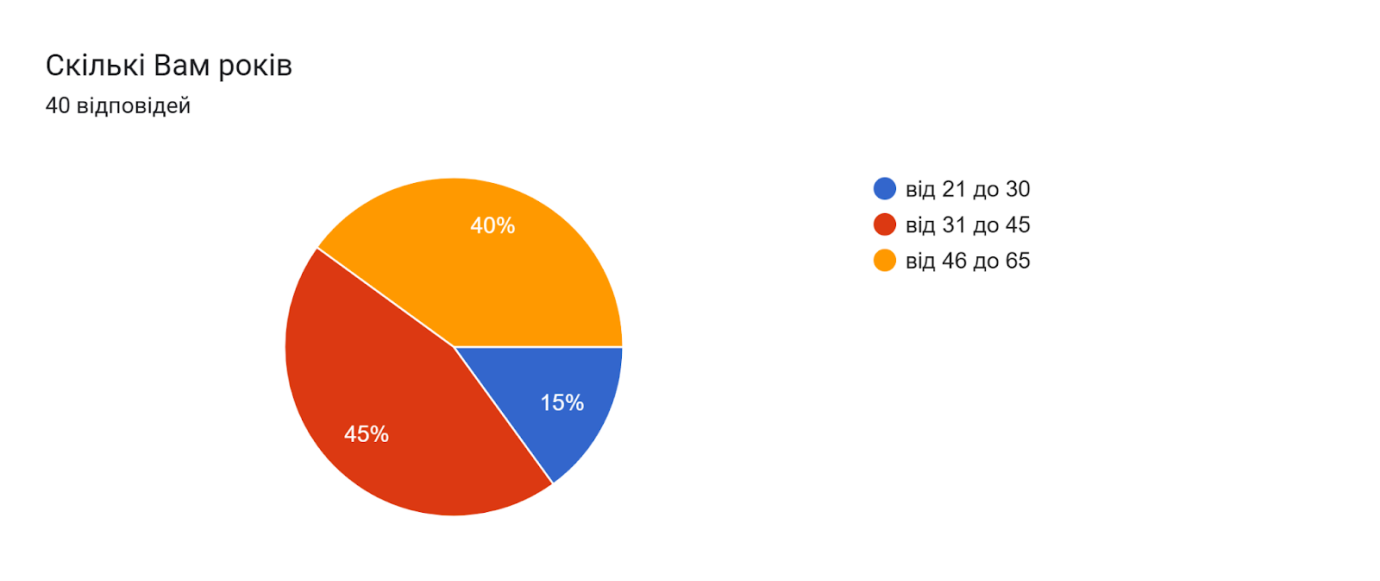 Скількі Вам років
40 відповідей
40%
15%
45%
від 21 до 30
від 31 до 45
від 46 до 65